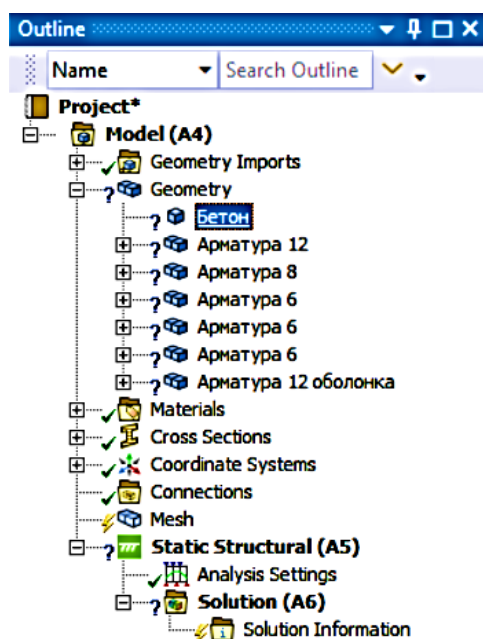 Outline
Name Search Outline
Project*
Model (A4)
Geometry Imports
Geometry
Бетон
Арматура 12
Арматура 8
Арматура 6
Арматура 6
Арматура 6
Арматура 12 оболонка
Materials
Cross Sections
Coordinate Systems
Connections
Mesh
Static Structural (A5)
Analysis Settings
Solution (A6)
Solution Information